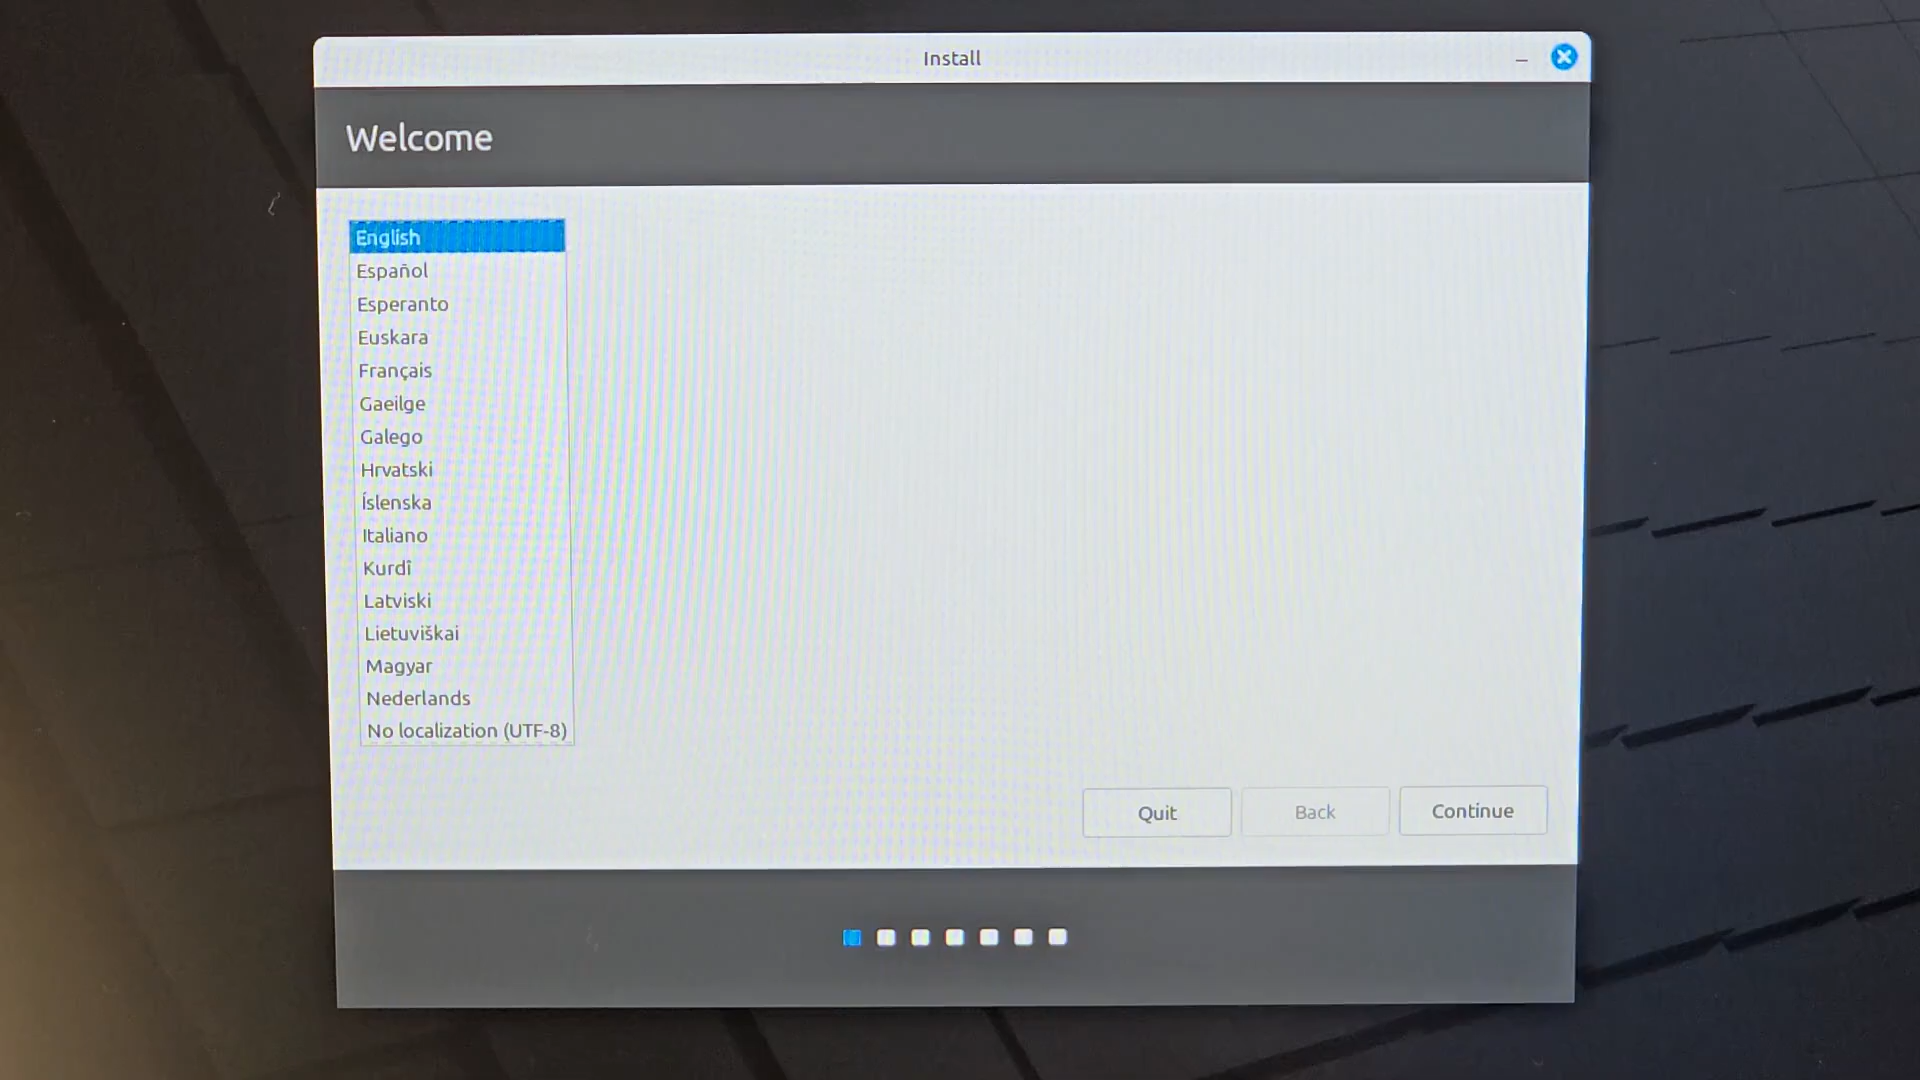 Install
Welcome
English
Español
Esperanto
Euskara
Français
Gaeilge
Galego
Hrvatski
Íslenska
Italiano
Kurdî
Latviski
Lietuviškai
Magyar
Nederlands
No localization (UTF-8)
Quit
Back
Continue